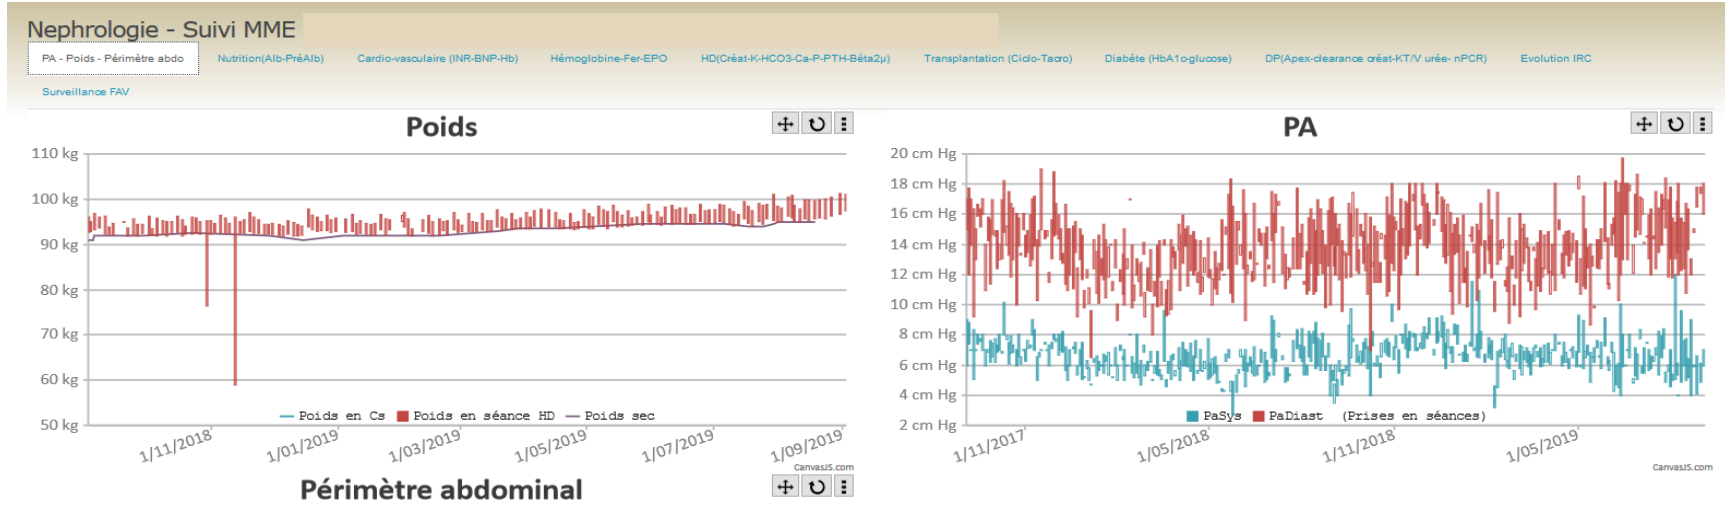 Nephrologie - Suivi MME
PA - Poids - Périmètre abdo
Nutrition(Alb-PréAlb)
Cardio-vasculaire (INR-BNP-Hb)
Hémoglobine-Fer-EPO
HD(Créat-K-HCO3-Ca-P-PTH-Béta2µ)
Transplantation (Ciclo-Tacro)
Diabéte (HbA1c-glucose)
DP(Apex-clearance créat-KT/V urée- nPCR)
Evolution IRC
Surveillance FAV
Poids
110 kg
100 kg
90 kg
80 kg
70 kg
60 kg
50 kg
Poids en Cs
Poids en séance HD
Poids sec
1/11/2018
1/01/2019
1/03/2019
1/05/2019
1/07/2019
1/09/2019
CanvasJS.com
PA
20 cm Hg
18 cm Hg
16 cm Hg
14 cm Hg
12 cm Hg
10 cm Hg
8 cm Hg
6 cm Hg
4 cm Hg
2 cm Hg
PaSys
PaDiast (Prises en séances)
1/11/2017
1/05/2018
1/11/2018
1/05/2019
CanvasJS.com
Périmètre abdominal